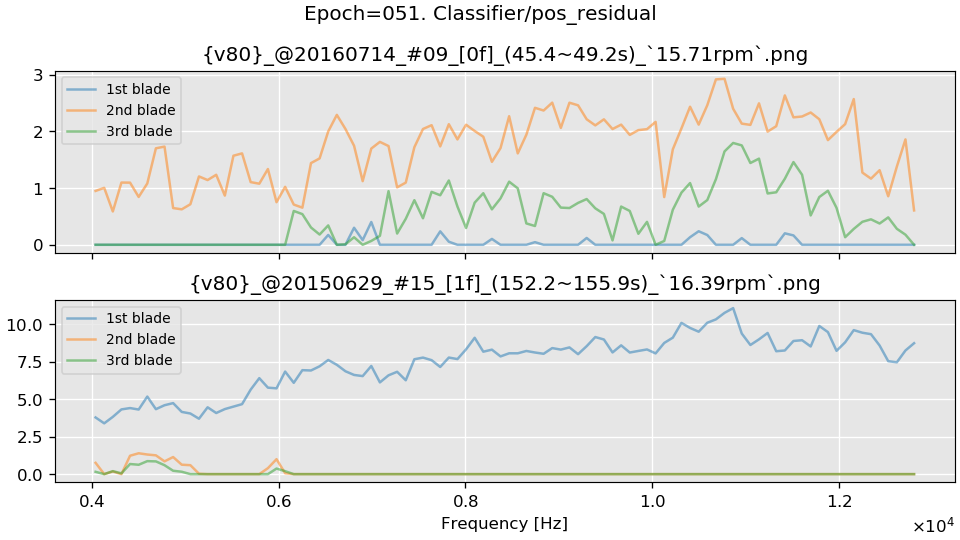 Epoch=051. Classifier/pos_residual
{v80}_@20160714_#09_[0f]_(45.4~49.2s)_`15.71rpm`.png
3
2
1
0
1st blade
2nd blade
3rd blade
{v80}_@20150629_#15_[1f]_(152.2~155.9s)_`16.39rpm`.png
10.0
7.5
5.0
2.5
0.0
1st blade
2nd blade
3rd blade
0.4 0.6 0.8 1.0 1.2
Frequency [Hz]
×10⁴